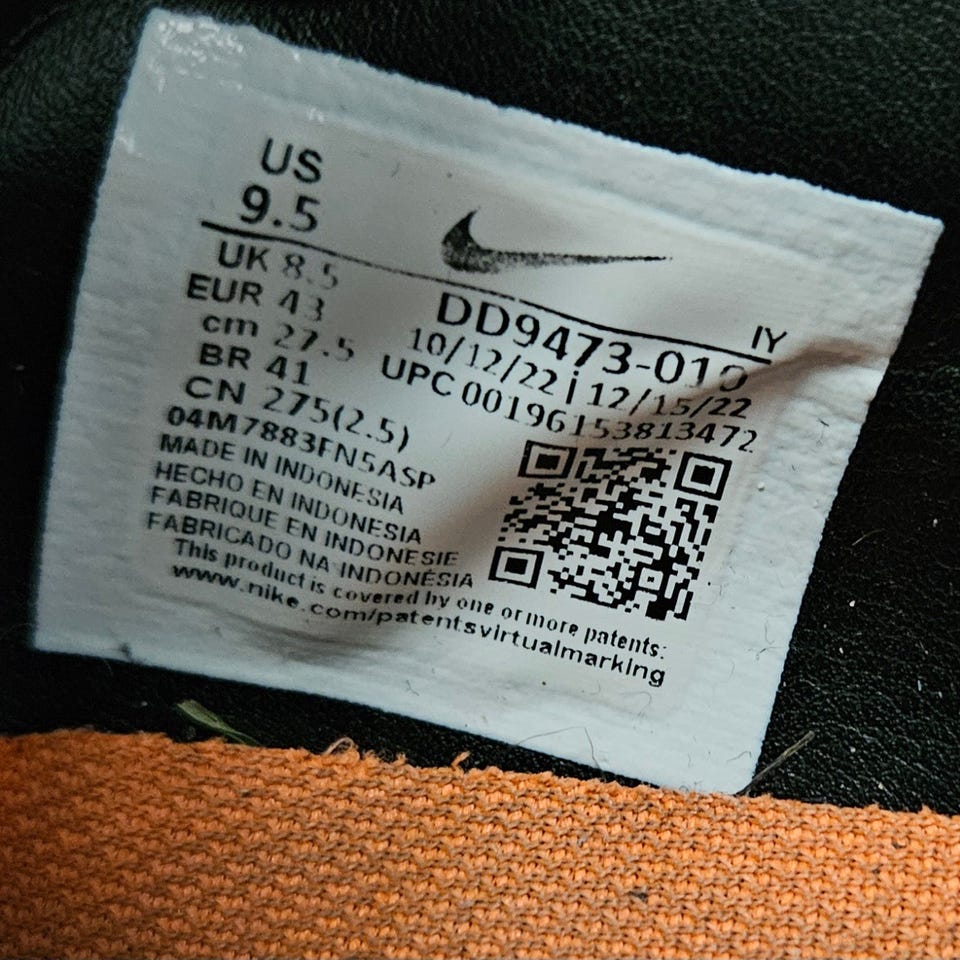 US
9.5
UK 8.5
EUR 43
cm 27.5
BR 41
CN 275(2.5)
04M7883FN5ASP
MADE IN INDONESIA
HECHO EN INDONESIA
FABRIQUE EN INDONESIE
FABRICADO NA INDONÉSIA
This product is covered by one or more patents:
www.nike.com/patentsvirtualmarking
IY
DD9473-010
10/12/22 | 12/15/22
UPC 00196153813472